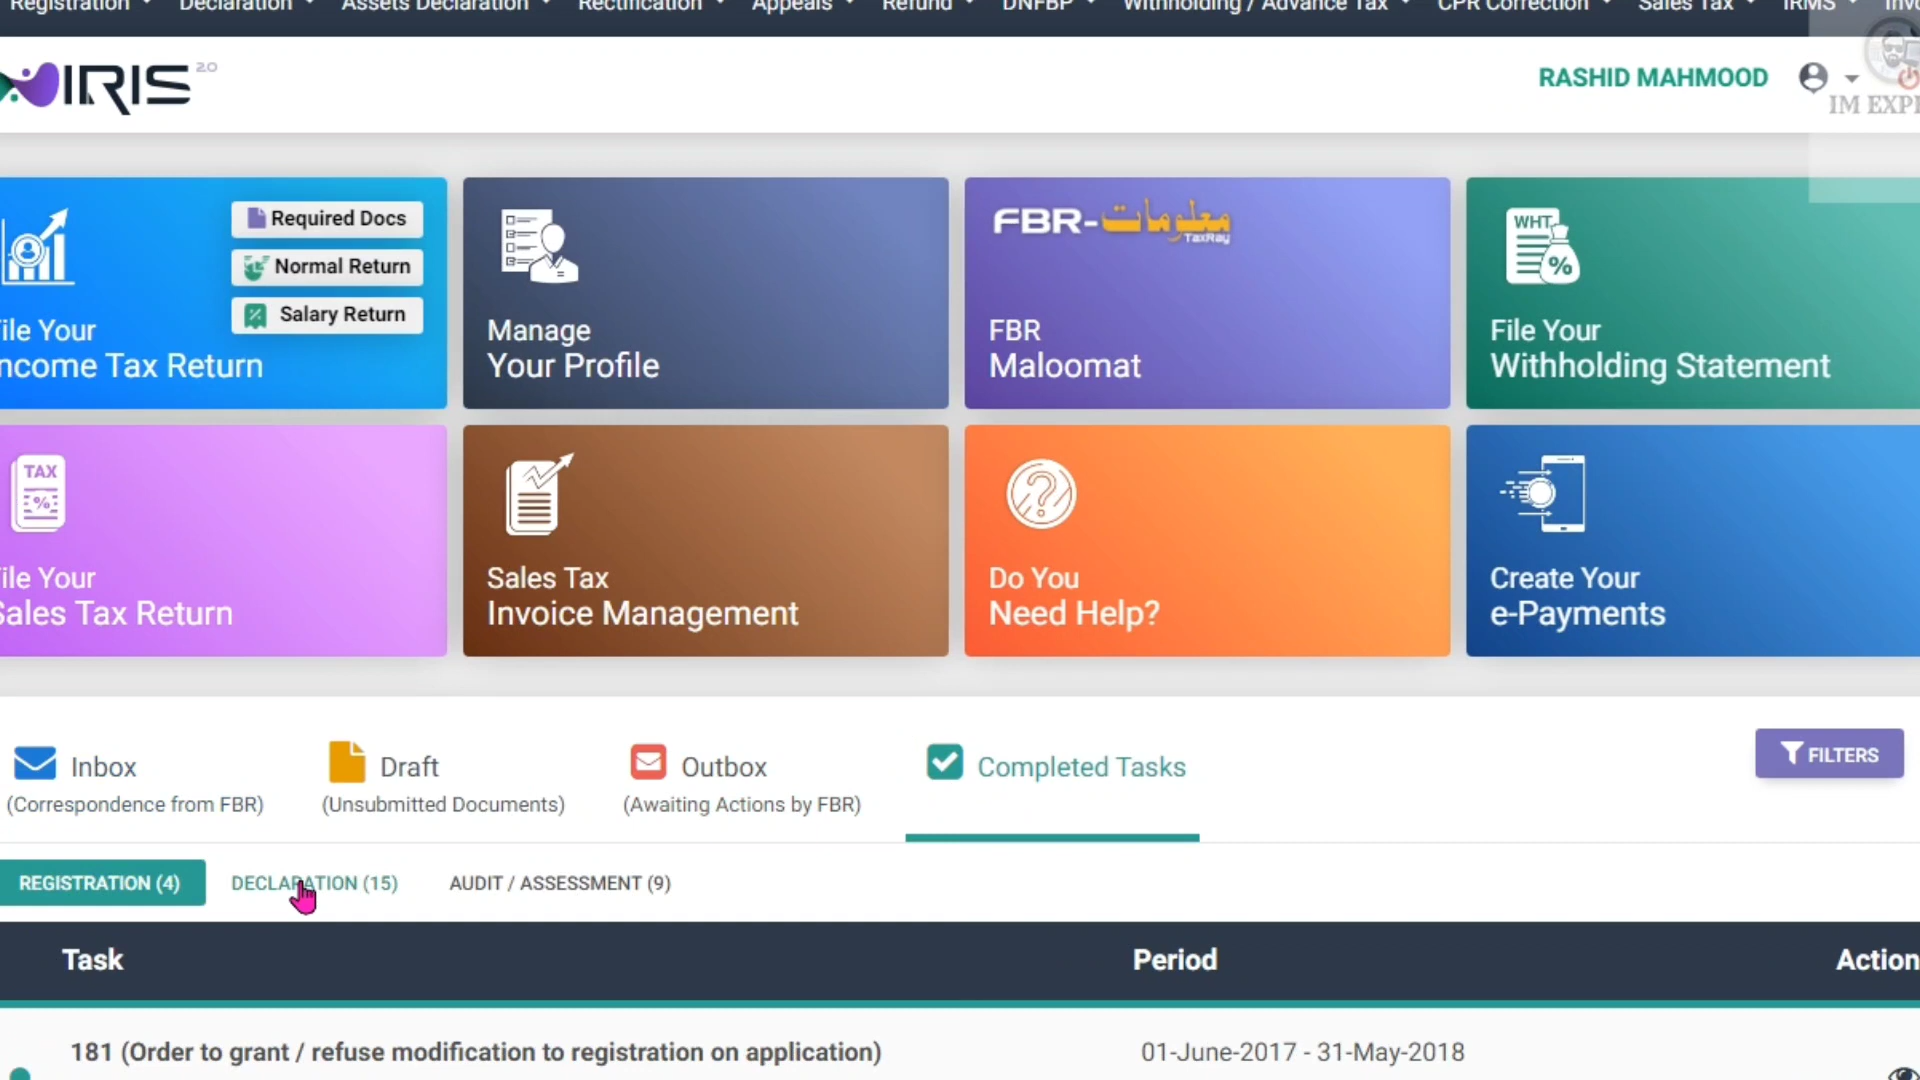 Registration Declaration Assets Declaration Rectification Appeals Refund DNFBP Withholding / Advance Tax CPR Correction Sales Tax IRMS
IRIS 2.0
RASHID MAHMOOD
IM EXP
Required Docs
Normal Return
Salary Return
ile Your
ncome Tax Return
Manage
Your Profile
FBR-معلومات
TaxRay
FBR
Maloomat
WHT
%
File Your
Withholding Statement
TAX
%
ile Your
Sales Tax Return
Sales Tax
Invoice Management
?
Do You
Need Help?
Create Your
e-Payments
Inbox
(Correspondence from FBR)
Draft
(Unsubmitted Documents)
Outbox
(Awaiting Actions by FBR)
Completed Tasks
FILTERS
REGISTRATION (4) DECLARATION (15) AUDIT / ASSESSMENT (9)
Task Period Action
181 (Order to grant / refuse modification to registration on application) 01-June-2017 - 31-May-2018